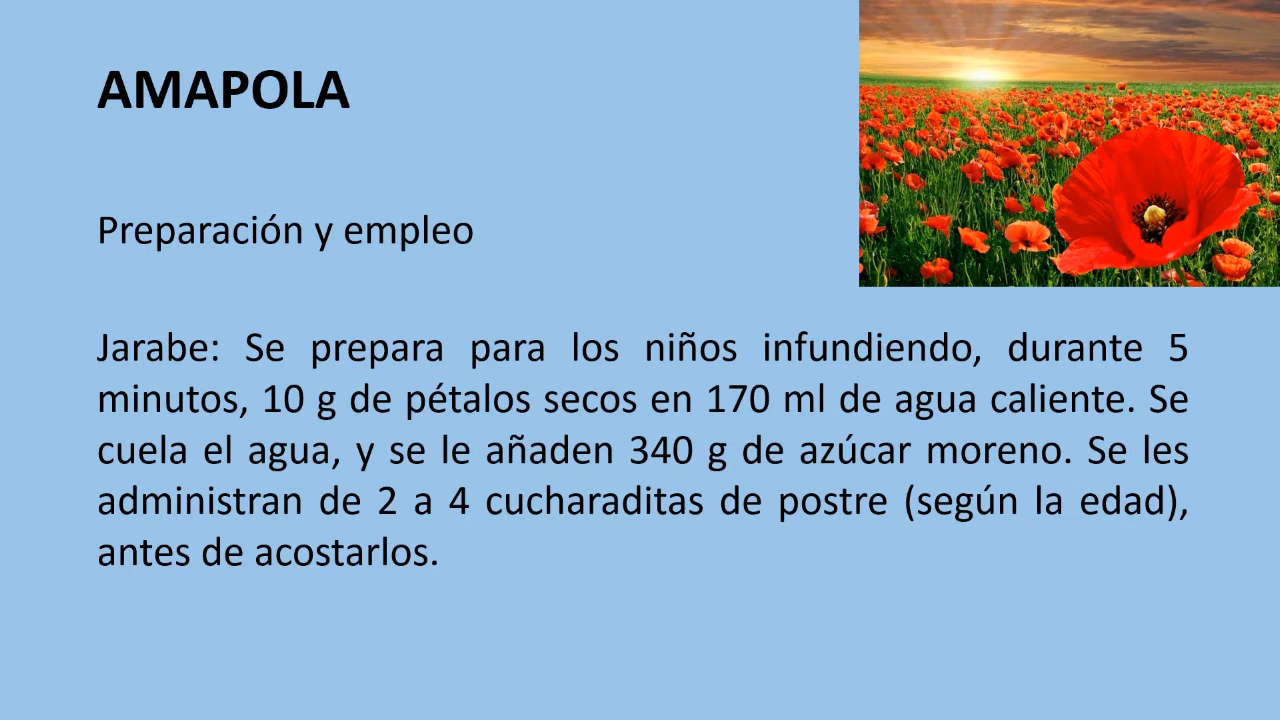 AMAPOLA
Preparación y empleo
Jarabe: Se prepara para los niños infundiendo, durante 5
minutos, 10 g de pétalos secos en 170 ml de agua caliente. Se
cuela el agua, y se le añaden 340 g de azúcar moreno. Se les
administran de 2 a 4 cucharaditas de postre (según la edad),
antes de acostarlos.